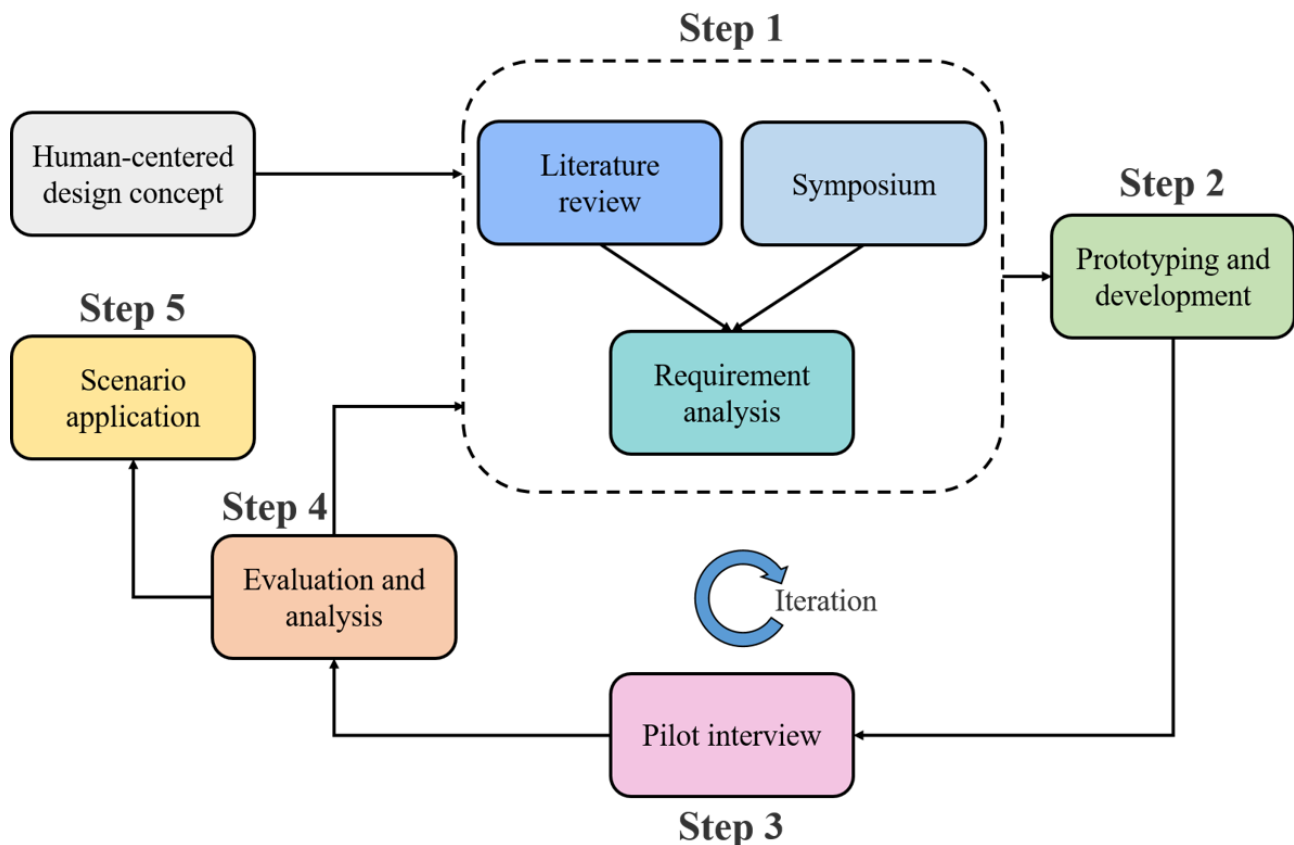 Step 1
Human-centered
design concept
Literature
review
Symposium
Step 2
Prototyping and
development
Requirement
analysis
Step 5
Scenario
application
Step 4
Evaluation and
analysis
Iteration
Pilot interview
Step 3